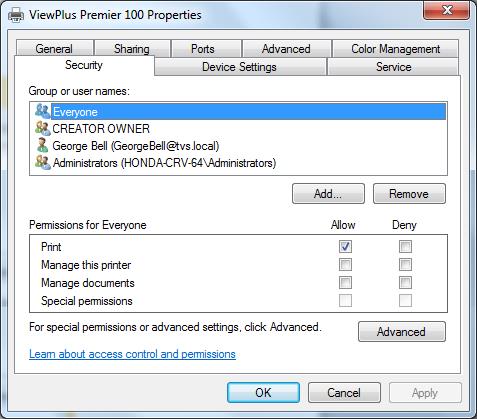 ViewPlus Premier 100 Properties
General Sharing Ports Advanced Color Management
Security Device Settings Service
Group or user names:
Everyone
CREATOR OWNER
George Bell (GeorgeBell@tvs.local)
Administrators (HONDA-CRV-64\Administrators)
Add... Remove
Permissions for Everyone Allow Deny
Print
Manage this printer
Manage documents
Special permissions
For special permissions or advanced settings, click Advanced. Advanced
Learn about access control and permissions
OK Cancel Apply